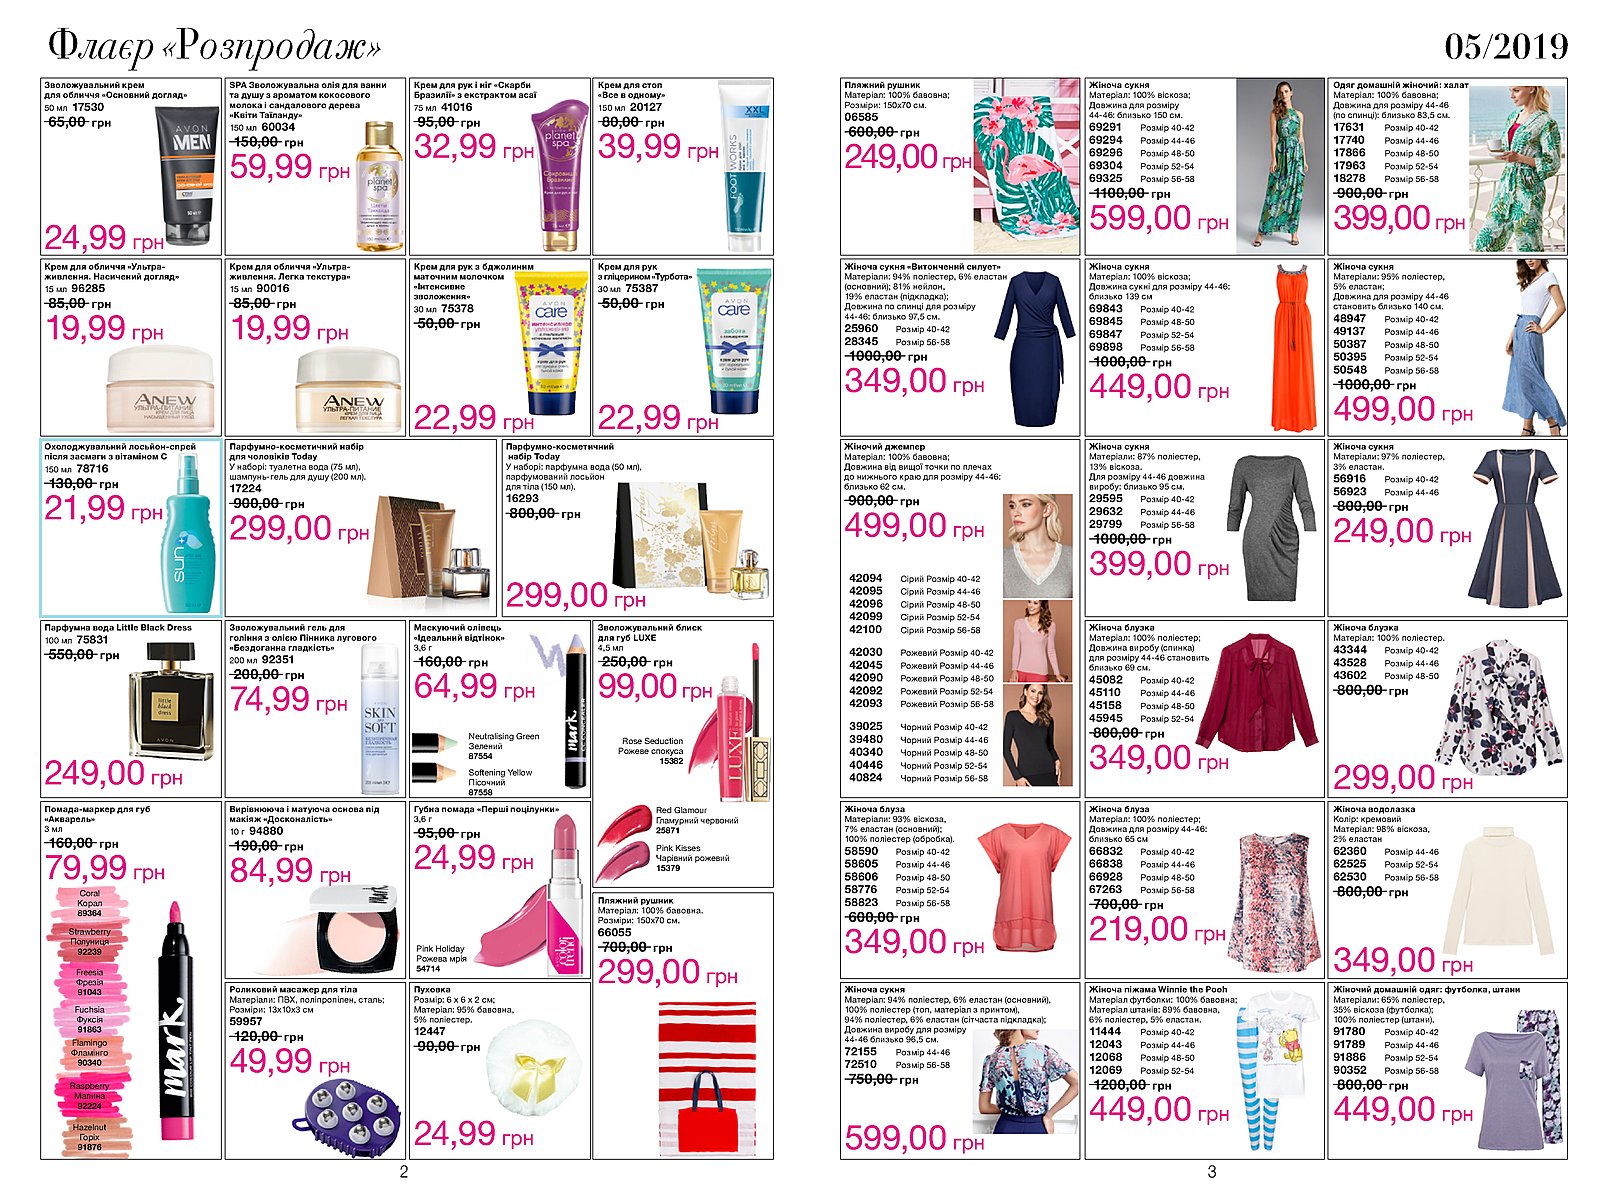 Флаєр «Розпродаж»
05/2019
Зволожувальний крем
для обличчя «Основний догляд»
50 мл 17530
65,00 грн
24,99 грн
SPA Зволожувальна олія для ванни
та душу з ароматом кокосового
молока і сандалового дерева
«Квіти Таїланду»
150 мл 60034
150,00 грн
59,99 грн
Крем для рук і ніг «Скарби
Бразилії» з екстрактом асаї
75 мл 41016
95,00 грн
32,99 грн
Крем для стоп
«Все в одному»
150 мл 20127
80,00 грн
39,99 грн
Крем для обличчя «Ультра-
живлення. Насичений догляд»
15 мл 96285
85,00 грн
19,99 грн
Крем для обличчя «Ультра-
живлення. Легка текстура»
15 мл 90016
85,00 грн
19,99 грн
Крем для рук з бджолиним
маточним молочком
«Інтенсивне
зволоження»
30 мл 75378
50,00 грн
22,99 грн
Крем для рук
з гліцерином«Турбота»
30 мл 75387
50,00 грн
22,99 грн
Охолоджувальний лосьйон-спрей
після засмаги з вітаміном С
150 мл 78716
130,00 грн
21,99 грн
Парфумно-косметичний набір
для чоловіків Today
У наборі: туалетна вода (75 мл),
шампунь-гель для душу (200 мл).
17224
900,00 грн
299,00 грн
Парфумно-косметичний
набір Today
У наборі: парфумна вода (50 мл),
парфумований лосьйон
для тіла (150 мл).
16293
800,00 грн
299,00 грн
Парфумна вода Little Black Dress
100 мл 75831
550,00 грн
249,00 грн
Зволожувальний гель для
гоління з олією Пінника лугового
«Бездоганна гладкість»
200 мл 92351
200,00 грн
74,99 грн
Маскуючий олівець
«Ідеальний відтінок»
3,6 г
160,00 грн
64,99 грн
Neutralising Green
Зелений
87554
Softening Yellow
Пісочний
87558
Зволожувальний блиск
для губ LUXE
4,5 мл
250,00 грн
99,00 грн
Rose Seduction
Рожеве спокуса
15382
Red Glamour
Гламурний червоний
25871
Pink Kisses
Чарівний рожевий
15379
Помада-маркер для губ
«Акварель»
3 мл
160,00 грн
79,99 грн
Coral
Корал
89364
Strawberry
Полуниця
92239
Freesia
Фрезія
91043
Fuchsia
Фуксія
91863
Flamingo
Фламінго
90340
Raspberry
Малина
92224
Hazelnut
Горіх
91876
mark.
Вирівнююча і матуюча основа під
макіяж «Досконалість»
10 г 94880
190,00 грн
84,99 грн
Губна помада «Перші поцілунки»
3,6 г
95,00 грн
24,99 грн
Pink Holiday
Рожева мрія
54714
Пляжний рушник
Матеріал: 100% бавовна.
Розміри: 150х70 см.
66055
700,00 грн
299,00 грн
Роликовий масажер для тіла
Матеріали: ПВХ, поліпропілен, сталь;
Розміри: 13х10х3 см
59957
120,00 грн
49,99 грн
Пуховка
Розмір: 6 х 6 х 2 см;
Матеріал: 95% бавовна,
5% поліестер.
12447
90,00 грн
24,99 грн
2
Пляжний рушник
Матеріал: 100% бавовна;
Розміри: 150х70 см.
06585
600,00 грн
249,00 грн
Жіноча сукня
Матеріал: 100% віскоза;
Довжина для розміру
44-46: близько 150 см.
69291 Розмір 40-42
69294 Розмір 44-46
69296 Розмір 48-50
69304 Розмір 52-54
69325 Розмір 56-58
1100,00 грн
599,00 грн
Одяг домашній жіночий: халат
Матеріал: 100% бавовна;
Довжина для розміру 44-46
(по спинці): близько 83,5 см.
17631 Розмір 40-42
17740 Розмір 44-46
17866 Розмір 48-50
17963 Розмір 52-54
18278 Розмір 56-58
900,00 грн
399,00 грн
Жіноча сукня «Витончений силует»
Матеріали: 94% поліестер, 6% еластан
(основний); 81% нейлон,
19% еластан (підкладка);
Довжина по спинці для розміру
44-46: близько 97,5 см.
25960 Розмір 40-42
28345 Розмір 56-58
1000,00 грн
349,00 грн
Жіноча сукня
Матеріал: 100% віскоза;
Довжина сукні для розміру 44-46:
близько 139 см
69843 Розмір 40-42
69845 Розмір 48-50
69847 Розмір 52-54
69898 Розмір 56-58
1000,00 грн
449,00 грн
Жіноча сукня
Матеріали: 95% поліестер,
5% еластан;
Довжина для розміру 44-46
становить близько 140 см.
48947 Розмір 40-42
49137 Розмір 44-46
50387 Розмір 48-50
50395 Розмір 52-54
50548 Розмір 56-58
1000,00 грн
499,00 грн
Жіночий джемпер
Матеріал: 100% бавовна;
Довжина від вищої точки по плечах
до нижнього краю для розміру 44-46:
близько 62 см.
900,00 грн
499,00 грн
42094 Сірий Розмір 40-42
42095 Сірий Розмір 44-46
42096 Сірий Розмір 48-50
42099 Сірий Розмір 52-54
42100 Сірий Розмір 56-58
42030 Рожевий Розмір 40-42
42045 Рожевий Розмір 44-46
42090 Рожевий Розмір 48-50
42092 Рожевий Розмір 52-54
42093 Рожевий Розмір 56-58
39025 Чорний Розмір 40-42
39480 Чорний Розмір 44-46
40340 Чорний Розмір 48-50
40446 Чорний Розмір 52-54
40824 Чорний Розмір 56-58
Жіноча сукня
Матеріали: 87% поліестер,
13% віскоза.
Для розміру 44-46 довжина
виробу: близько 95 см.
29595 Розмір 40-42
29632 Розмір 44-46
29799 Розмір 56-58
1000,00 грн
399,00 грн
Жіноча сукня
Матеріал: 97% поліестер,
3% еластан.
56916 Розмір 40-42
56923 Розмір 44-46
800,00 грн
249,00 грн
Жіноча блузка
Матеріал: 100% поліестер;
Довжина виробу (спинка)
для розміру 44-46 становить
близько 69 см.
45082 Розмір 40-42
45110 Розмір 44-46
45158 Розмір 48-50
45945 Розмір 52-54
800,00 грн
349,00 грн
Жіноча блузка
Матеріал: 100% поліестер.
43344 Розмір 40-42
43528 Розмір 44-46
43602 Розмір 48-50
800,00 грн
299,00 грн
Жіноча блуза
Матеріали: 93% віскоза,
7% еластан (основний);
100% поліестер (обробка).
58590 Розмір 40-42
58605 Розмір 44-46
58606 Розмір 48-50
58776 Розмір 52-54
58823 Розмір 56-58
600,00 грн
349,00 грн
Жіноча блуза
Матеріал: 100% поліестер;
Довжина для розміру 44-46:
близько 65 см
66832 Розмір 40-42
66838 Розмір 44-46
66928 Розмір 48-50
67263 Розмір 56-58
700,00 грн
219,00 грн
Жіноча водолазка
Колір: кремовий
Матеріал: 98% віскоза,
2% еластан
62360 Розмір 44-46
62525 Розмір 52-54
62530 Розмір 56-58
800,00 грн
349,00 грн
Жіноча сукня
Матеріал: 94% поліестер, 6% еластан (основний),
100% поліестер (топ, матеріал з принтом),
94% поліестер, 6% еластан (сітчаста підкладка);
Довжина виробу для розміру
44-46 близько 96,5 см.
72155 Розмір 44-46
72510 Розмір 56-58
750,00 грн
599,00 грн
Жіноча піжама Winnie the Pooh
Матеріал футболки: 100% бавовна;
Матеріал штанів: 89% бавовна,
6% поліестер, 5% еластан.
11444 Розмір 40-42
12043 Розмір 44-46
12068 Розмір 48-50
12069 Розмір 52-54
1200,00 грн
449,00 грн
Жіночий домашній одяг: футболка, штани
Матеріали: 65% поліестер,
35% віскоза (футболка);
100% поліестер (штани).
91780 Розмір 40-42
91789 Розмір 44-46
91886 Розмір 52-54
90352 Розмір 56-58
800,00 грн
449,00 грн
3